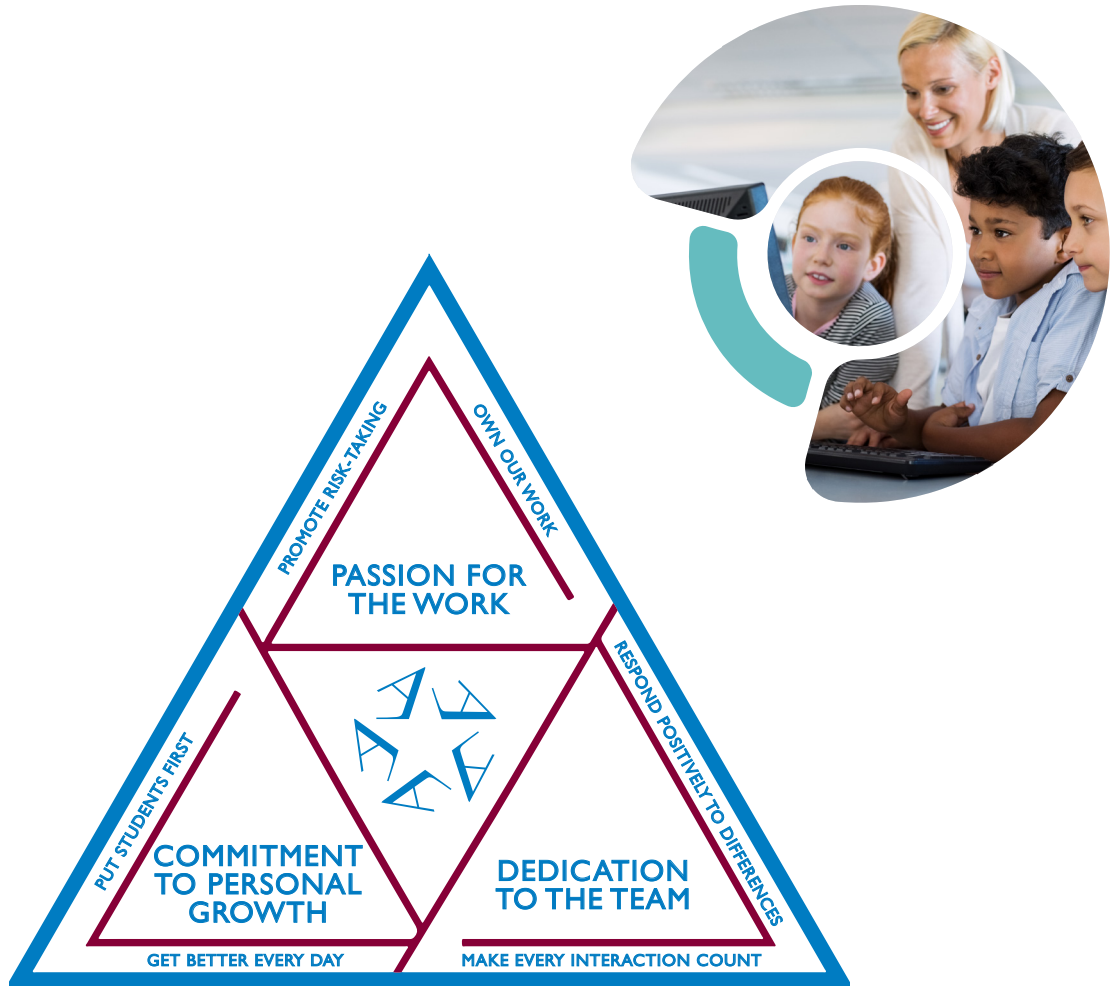 PROMOTE RISK-TAKING
OWN OUR WORK
PASSION FOR
THE WORK
RESPOND POSITIVELY TO DIFFERENCES
A
A
A
A
A
PUT STUDENTS FIRST
COMMITMENT
TO PERSONAL
GROWTH
DEDICATION
TO THE TEAM
GET BETTER EVERY DAY
MAKE EVERY INTERACTION COUNT